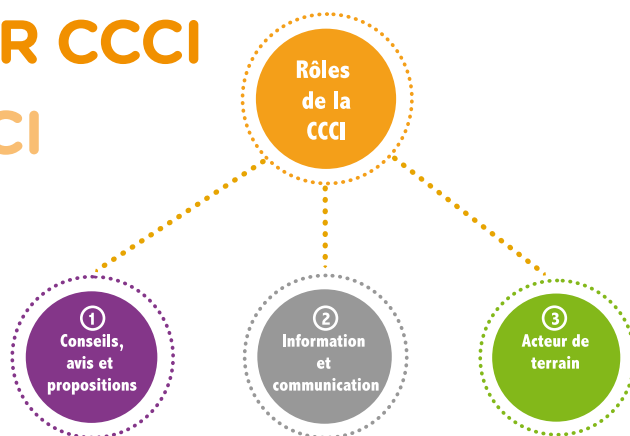 R CCCI
CI
Rôles
de la
CCCI
1
Conseils,
avis et
propositions
2
Information
et
communication
3
Acteur de
terrain